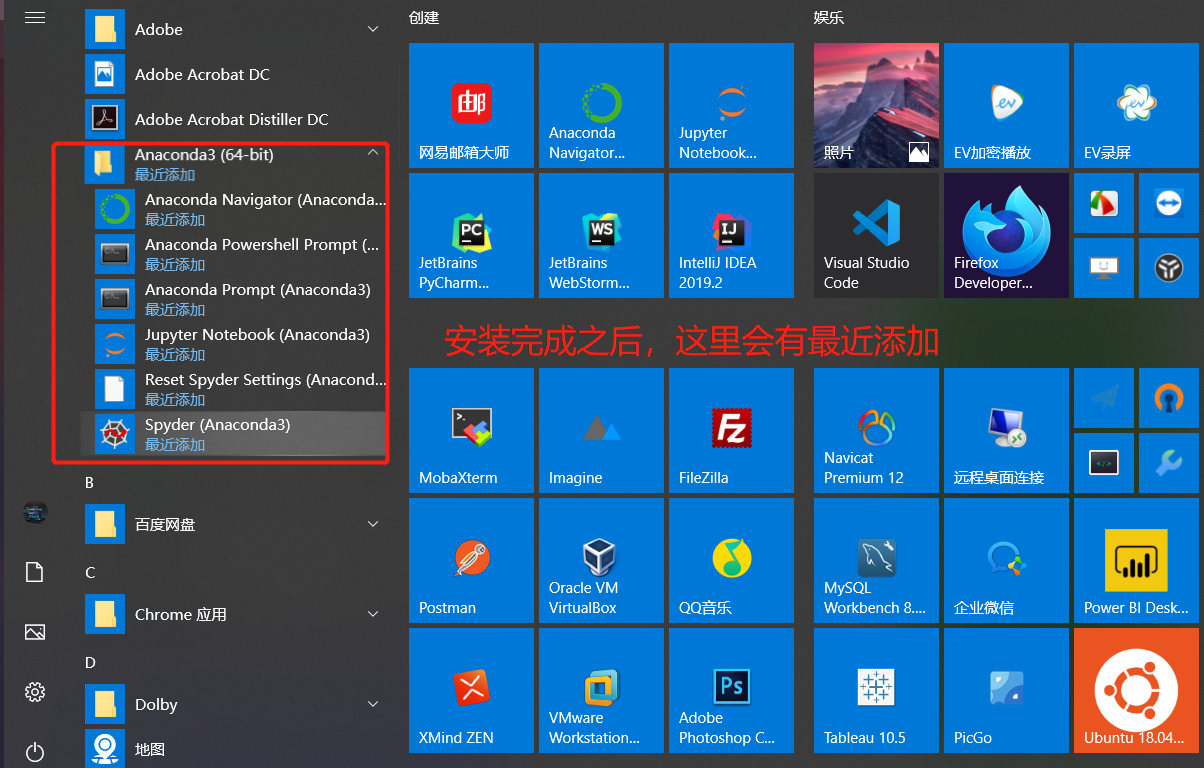 Adobe
Adobe Acrobat DC
Adobe Acrobat Distiller DC
Anaconda3 (64-bit)
最近添加
Anaconda Navigator (Anaconda...
最近添加
Anaconda Powershell Prompt (...
最近添加
Anaconda Prompt (Anaconda3)
最近添加
Jupyter Notebook (Anaconda3)
最近添加
Reset Spyder Settings (Anacond...
最近添加
Spyder (Anaconda3)
最近添加
B
百度网盘
C
Chrome 应用
D
Dolby
地图
创建
邮
网易邮箱大师
Anaconda
Navigator...
Jupyter
Notebook...
PC
JetBrains
PyCharm...
WS
JetBrains
WebStorm...
IJ
IntelliJ IDEA
2019.2
娱乐
照片
ev
EV加密播放
ev
EV录屏
Visual Studio
Code
Firefox
Developer...
安装完成之后，这里会有最近添加
MobaXterm
Imagine
Fz
FileZilla
Postman
Oracle VM
VirtualBox
QQ音乐
XMind ZEN
VMware
Workstation...
Ps
Adobe
Photoshop C...
Navicat
Premium 12
远程桌面连接
</>
MySQL
Workbench 8....
企业微信
Power BI Desk...
Tableau 10.5
PicGo
Ubuntu 18.04...